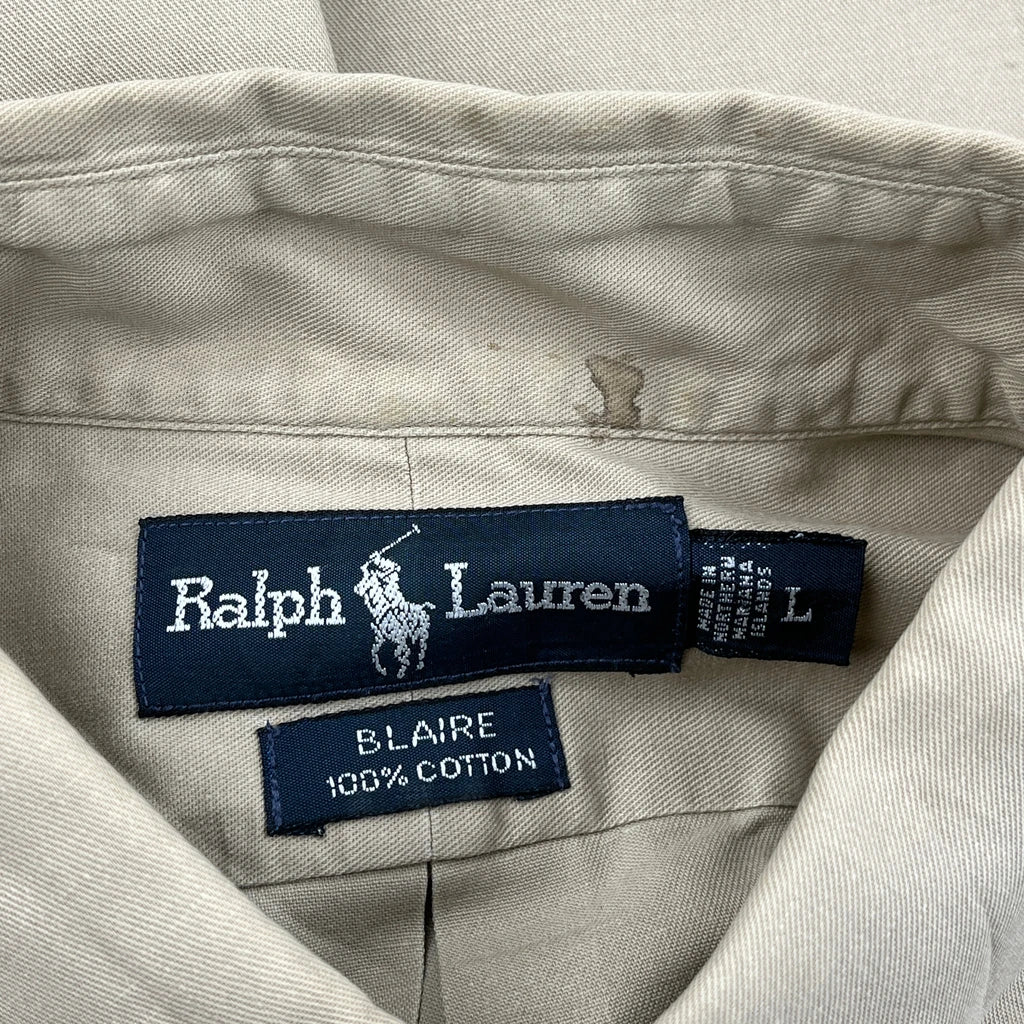 Ralph Lauren
MADE IN
NORTHERN
MARIANA
ISLANDS
L
BLAIRE
100% COTTON